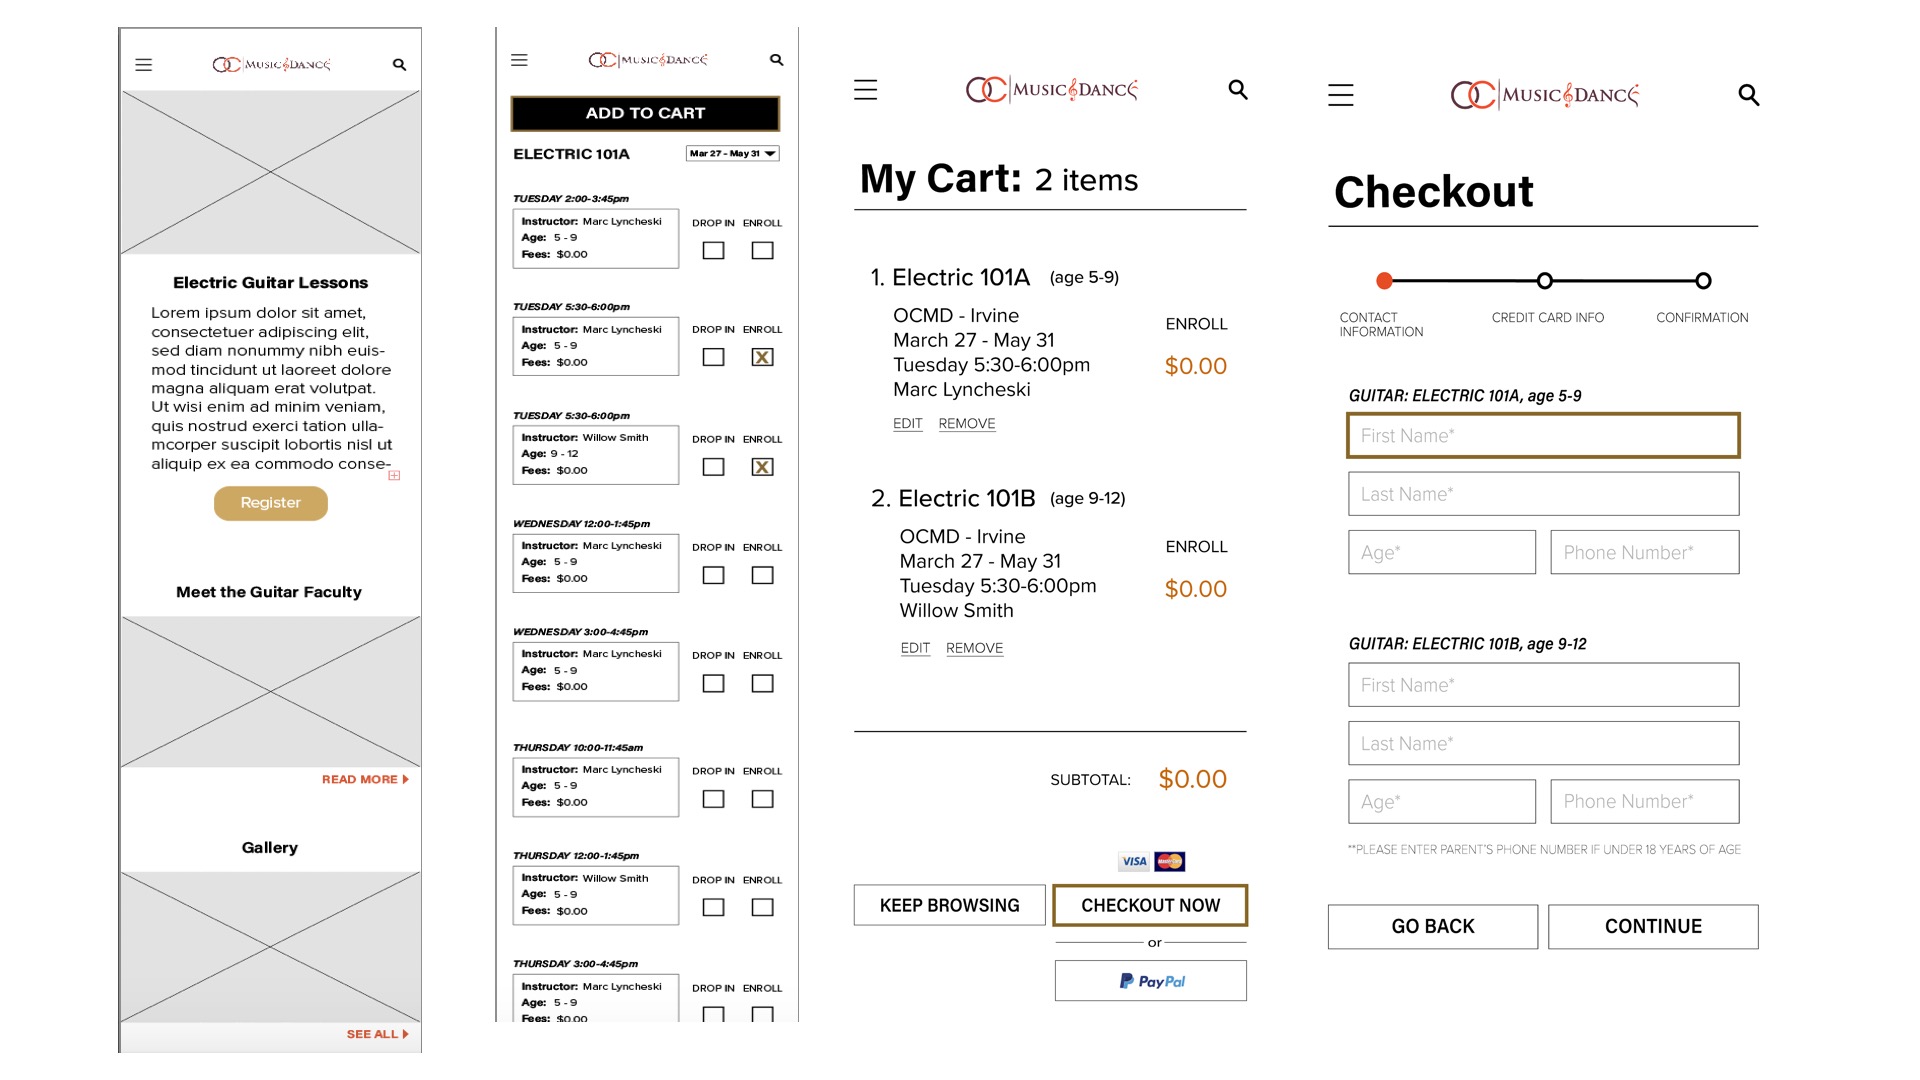 OC MUSIC & DANCE
Electric Guitar Lessons
Lorem ipsum dolor sit amet,
consectetuer adipiscing elit,
sed diam nonummy nibh euis-
mod tincidunt ut laoreet dolore
magna aliquam erat volutpat.
Ut wisi enim ad minim veniam,
quis nostrud exerci tation ulla-
mcorper suscipit lobortis nisl ut
aliquip ex ea commodo conse-
Register
Meet the Guitar Faculty
READ MORE
Gallery
SEE ALL
OC MUSIC & DANCE
ADD TO CART
ELECTRIC 101A Mar 27 - May 31
TUESDAY 2:00-3:45pm
Instructor: Marc Lyncheski DROP IN ENROLL
Age: 5 - 9
Fees: $0.00
TUESDAY 5:30-6:00pm
Instructor: Marc Lyncheski DROP IN ENROLL
Age: 5 - 9
Fees: $0.00 X
TUESDAY 5:30-6:00pm
Instructor: Willow Smith DROP IN ENROLL
Age: 9 - 12
Fees: $0.00 X
WEDNESDAY 12:00-1:45pm
Instructor: Marc Lyncheski DROP IN ENROLL
Age: 5 - 9
Fees: $0.00
WEDNESDAY 3:00-4:45pm
Instructor: Marc Lyncheski DROP IN ENROLL
Age: 5 - 9
Fees: $0.00
THURSDAY 10:00-11:45am
Instructor: Marc Lyncheski DROP IN ENROLL
Age: 5 - 9
Fees: $0.00
THURSDAY 12:00-1:45pm
Instructor: Willow Smith DROP IN ENROLL
Age: 5 - 9
Fees: $0.00
THURSDAY 3:00-4:45pm
Instructor: Marc Lyncheski DROP IN ENROLL
Age: 5 - 9
Fees: $0.00
OC MUSIC & DANCE
My Cart: 2 items
1. Electric 101A (age 5-9)
OCMD - Irvine
March 27 - May 31
Tuesday 5:30-6:00pm
Marc Lyncheski
ENROLL
$0.00
EDIT REMOVE
2. Electric 101B (age 9-12)
OCMD - Irvine
March 27 - May 31
Tuesday 5:30-6:00pm
Willow Smith
ENROLL
$0.00
EDIT REMOVE
SUBTOTAL: $0.00
VISA MasterCard
KEEP BROWSING CHECKOUT NOW
or
PayPal
OC MUSIC & DANCE
Checkout
CONTACT
INFORMATION
CREDIT CARD INFO
CONFIRMATION
GUITAR: ELECTRIC 101A, age 5-9
First Name*
Last Name*
Age* Phone Number*
GUITAR: ELECTRIC 101B, age 9-12
First Name*
Last Name*
Age* Phone Number*
**PLEASE ENTER PARENT'S PHONE NUMBER IF UNDER 18 YEARS OF AGE
GO BACK CONTINUE